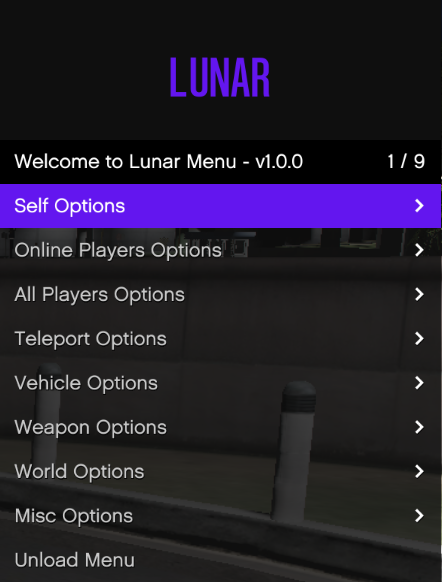 LUNAR
Welcome to Lunar Menu - v1.0.0 1 / 9
Self Options
Online Players Options
All Players Options
Teleport Options
Vehicle Options
Weapon Options
World Options
Misc Options
Unload Menu